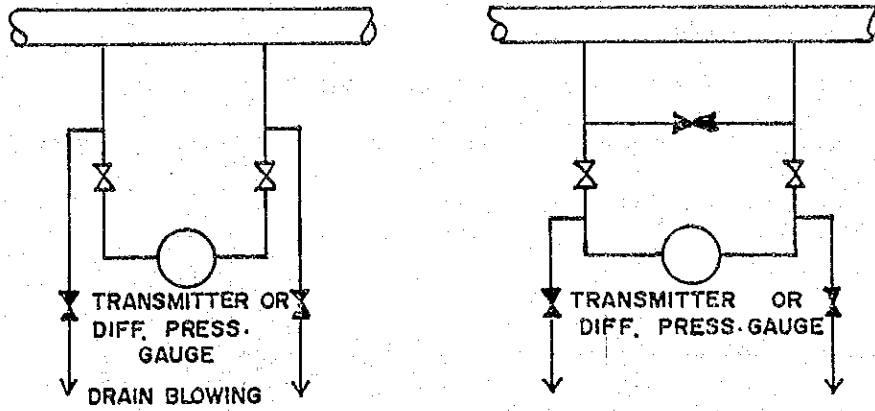 TRANSMITTER OR
DIFF. PRESS.
GAUGE
DRAIN BLOWING
TRANSMITTER OR
DIFF. PRESS. GAUGE